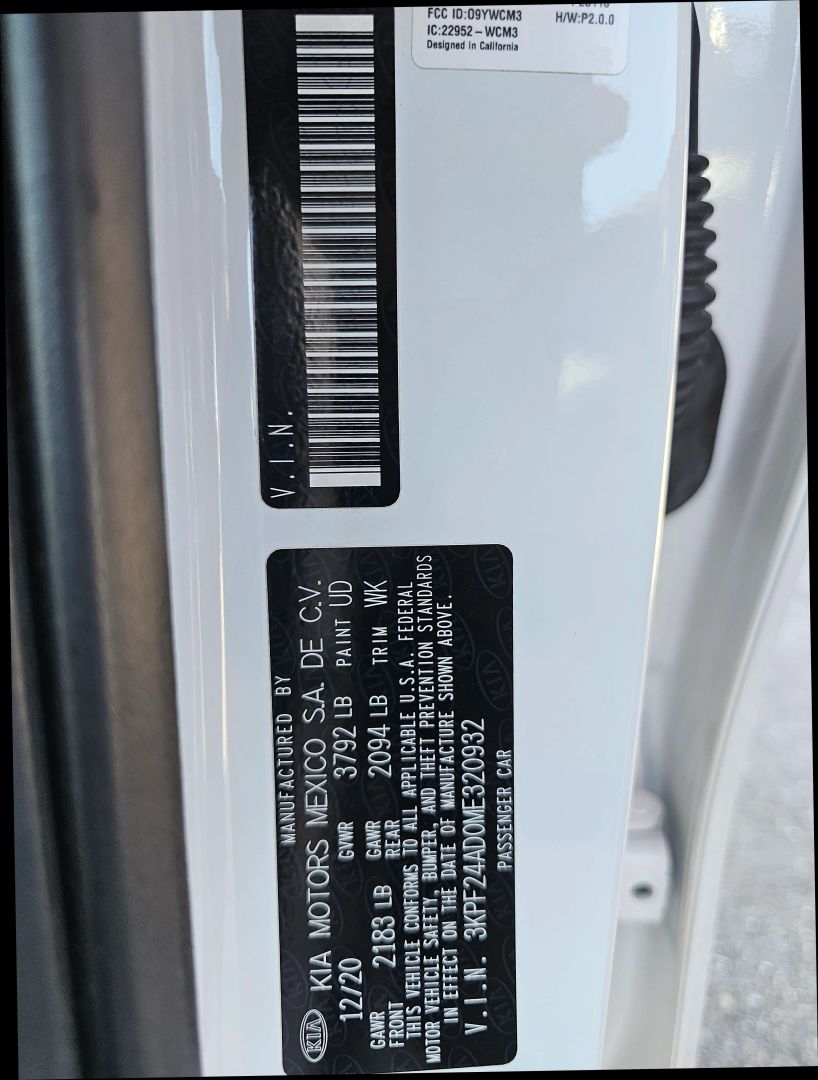 FCC ID:O9YWCM3
IC:22952-WCM3
Designed in California
H/W:P2.0.0
V.I.N.
MANUFACTURED BY
KIA KIA MOTORS MEXICO S.A. DE C.V.
12/20 GVWR 3792 LB PAINT UD
GAWR FRONT 2183 LB GAWR REAR 2094 LB TRIM WK
THIS VEHICLE CONFORMS TO ALL APPLICABLE U.S.A. FEDERAL
MOTOR VEHICLE SAFETY, BUMPER, AND THEFT PREVENTION STANDARDS
IN EFFECT ON THE DATE OF MANUFACTURE SHOWN ABOVE.
V.I.N. 3KPF24AD0ME320932
PASSENGER CAR